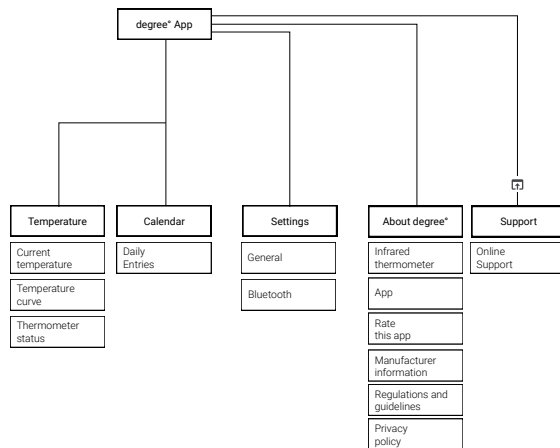 degree° App
Temperature
Calendar
Settings
About degree°
Support
Current
temperature
Temperature
curve
Thermometer
status
Daily
Entries
General
Bluetooth
Infrared
thermometer
App
Rate
this app
Manufacturer
information
Regulations and
guidelines
Privacy
policy
Online
Support